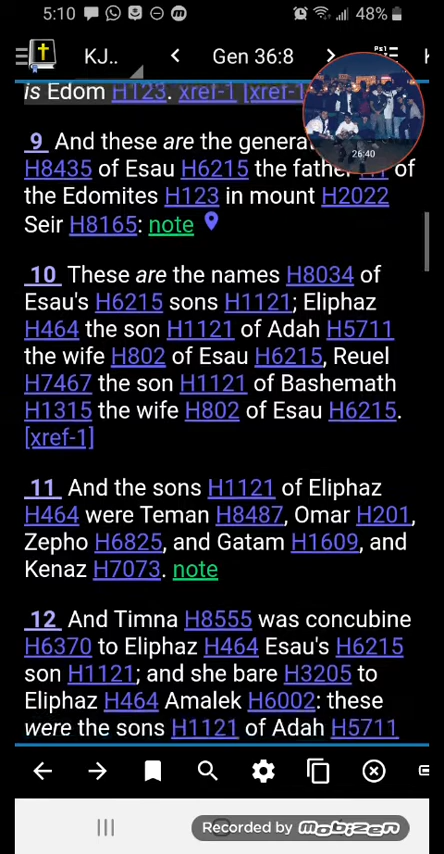 5:10 48%
KJ.. Gen 36:8
is Edom H123. xref-1 [xref-1
26:40
9 And these are the genera
H8435 of Esau H6215 the father of
the Edomites H123 in mount H2022
Seir H8165: note
10 These are the names H8034 of
Esau's H6215 sons H1121; Eliphaz
H464 the son H1121 of Adah H5711
the wife H802 of Esau H6215, Reuel
H7467 the son H1121 of Bashemath
H1315 the wife H802 of Esau H6215.
[xref-1]
11 And the sons H1121 of Eliphaz
H464 were Teman H8487, Omar H201,
Zepho H6825, and Gatam H1609, and
Kenaz H7073. note
12 And Timna H8555 was concubine
H6370 to Eliphaz H464 Esau's H6215
son H1121; and she bare H3205 to
Eliphaz H464 Amalek H6002: these
were the sons H1121 of Adah H5711
Recorded by mobizen